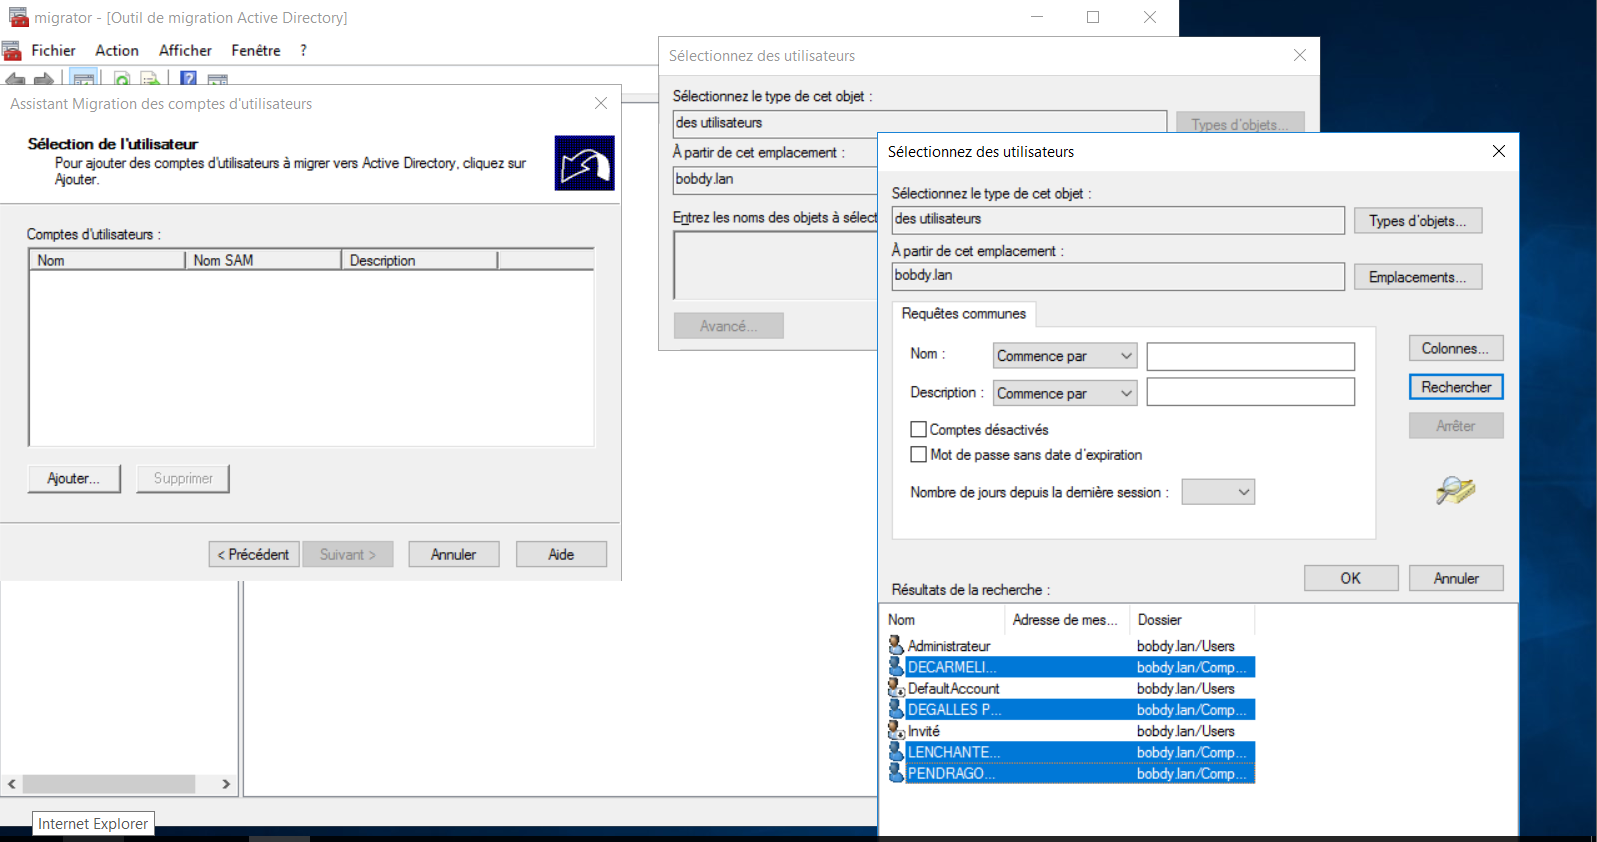 migrator - [Outil de migration Active Directory]
Fichier Action Afficher Fenêtre ?
Assistant Migration des comptes d'utilisateurs
Sélection de l'utilisateur
Pour ajouter des comptes d'utilisateurs à migrer vers Active Directory, cliquez sur
Ajouter.
Comptes d'utilisateurs :
Nom Nom SAM Description
Ajouter... Supprimer
< Précédent Suivant > Annuler Aide
Internet Explorer
Sélectionnez des utilisateurs
Sélectionnez le type de cet objet :
des utilisateurs Types d'objets...
À partir de cet emplacement :
bobdy.lan
Entrez les noms des objets à sélect
Avancé...
Sélectionnez des utilisateurs
Sélectionnez le type de cet objet :
des utilisateurs Types d'objets...
À partir de cet emplacement :
bobdy.lan Emplacements...
Requêtes communes
Nom : Commence par
Description : Commence par
Comptes désactivés
Mot de passe sans date d'expiration
Nombre de jours depuis la dernière session :
Colonnes...
Rechercher
Arrêter
OK Annuler
Résultats de la recherche :
Nom Adresse de mes... Dossier
Administrateur bobdy.lan/Users
DECARMELI... bobdy.lan/Comp...
DefaultAccount bobdy.lan/Users
DEGALLES P... bobdy.lan/Comp...
Invité bobdy.lan/Users
LENCHANTE... bobdy.lan/Comp...
PENDRAGO... bobdy.lan/Comp...